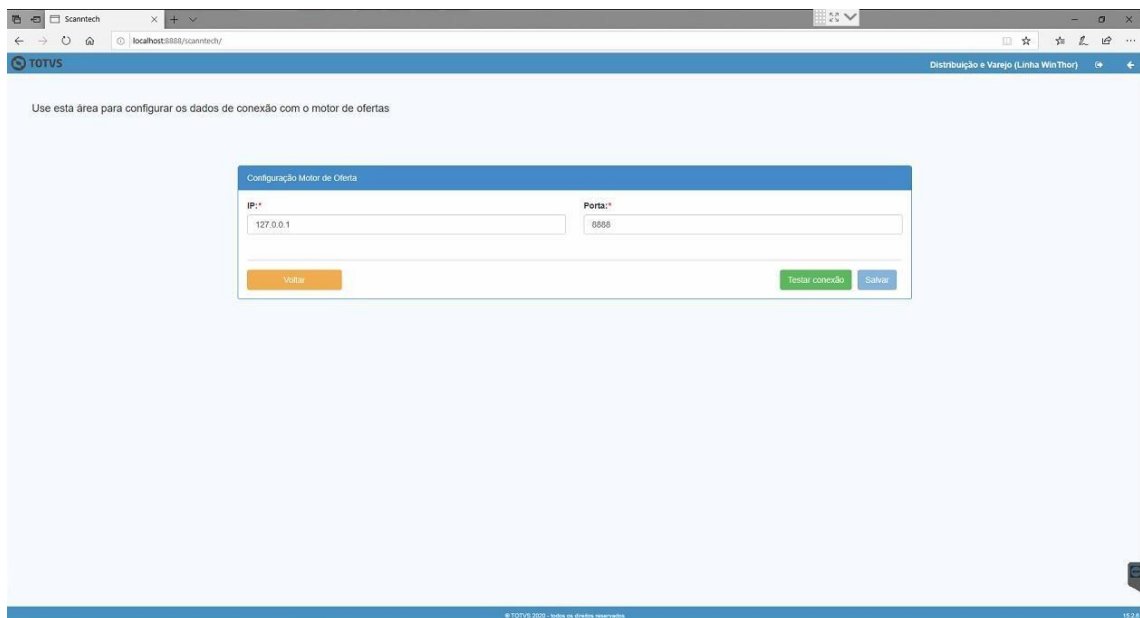 Scanntech
localhost:8888/scanntech/
TOTVS
Distribuição e Varejo (Linha WinThor)
Use esta área para configurar os dados de conexão com o motor de ofertas
Configuração Motor de Oferta
IP:* Porta:*
127.0.0.1 8888
Voltar Testar conexão Salvar
© TOTVS 2020 - todos os direitos reservados